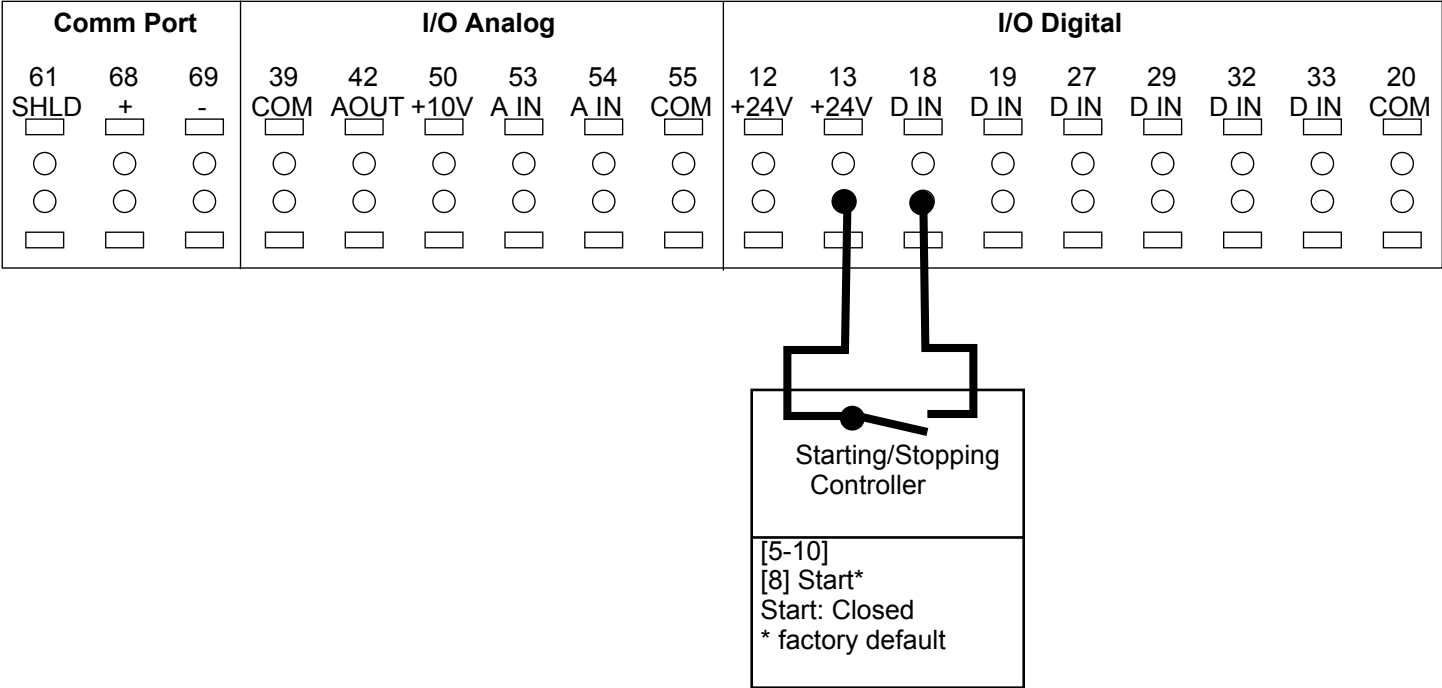 Comm Port I/O Analog I/O Digital
61 68 69 39 42 50 53 54 55 12 13 18 19 27 29 32 33 20
SHLD + - COM AOUT +10V A IN A IN COM +24V +24V D IN D IN D IN D IN D IN D IN COM
Starting/Stopping
Controller
[5-10]
[8] Start*
Start: Closed
* factory default